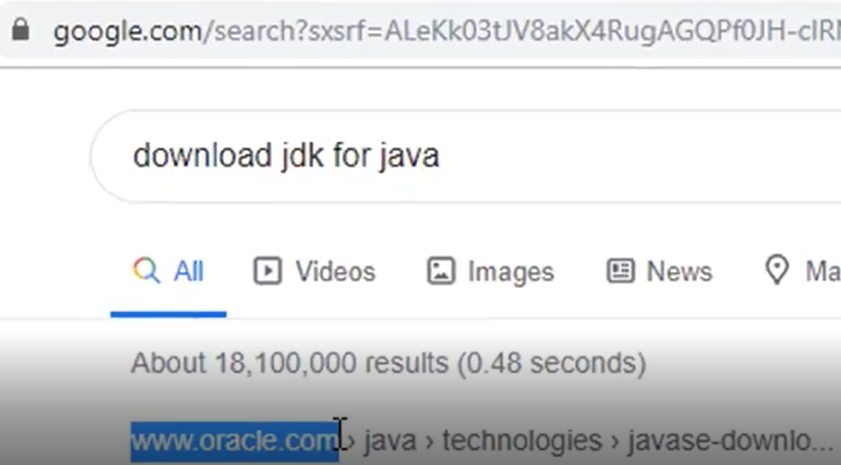 google.com/search?sxsrf=ALeKk03tJV8akX4RugAGQPf0JH-cIR
download jdk for java
All Videos Images News Ma
About 18,100,000 results (0.48 seconds)
www.oracle.com › java › technologies › javase-downlo...